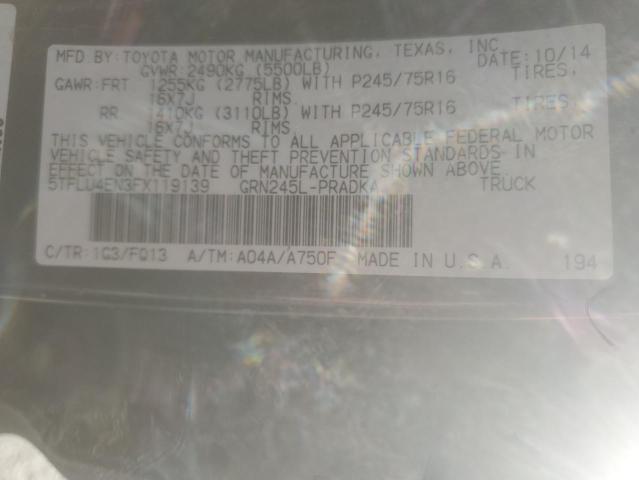 MFD BY: TOYOTA MOTOR MANUFACTURING, TEXAS, INC. DATE: 10/14
GVWR 2490KG (5500LB)
GAWR: FRT 1255KG (2775LB) WITH P245/75R16 TIRES,
16X7J RIMS
RR 1410KG (3110LB) WITH P245/75R16 TIRES,
16X7J RIMS
THIS VEHICLE CONFORMS TO ALL APPLICABLE FEDERAL MOTOR
VEHICLE SAFETY AND THEFT PREVENTION STANDARDS IN
EFFECT ON THE DATE OF MANUFACTURE SHOWN ABOVE.
5TFLU4EN3FX119139 GRN245L-PRADKA TRUCK
C/TR: 1G3/FQ13 A/TM: A04A/A750F MADE IN U.S.A. 194